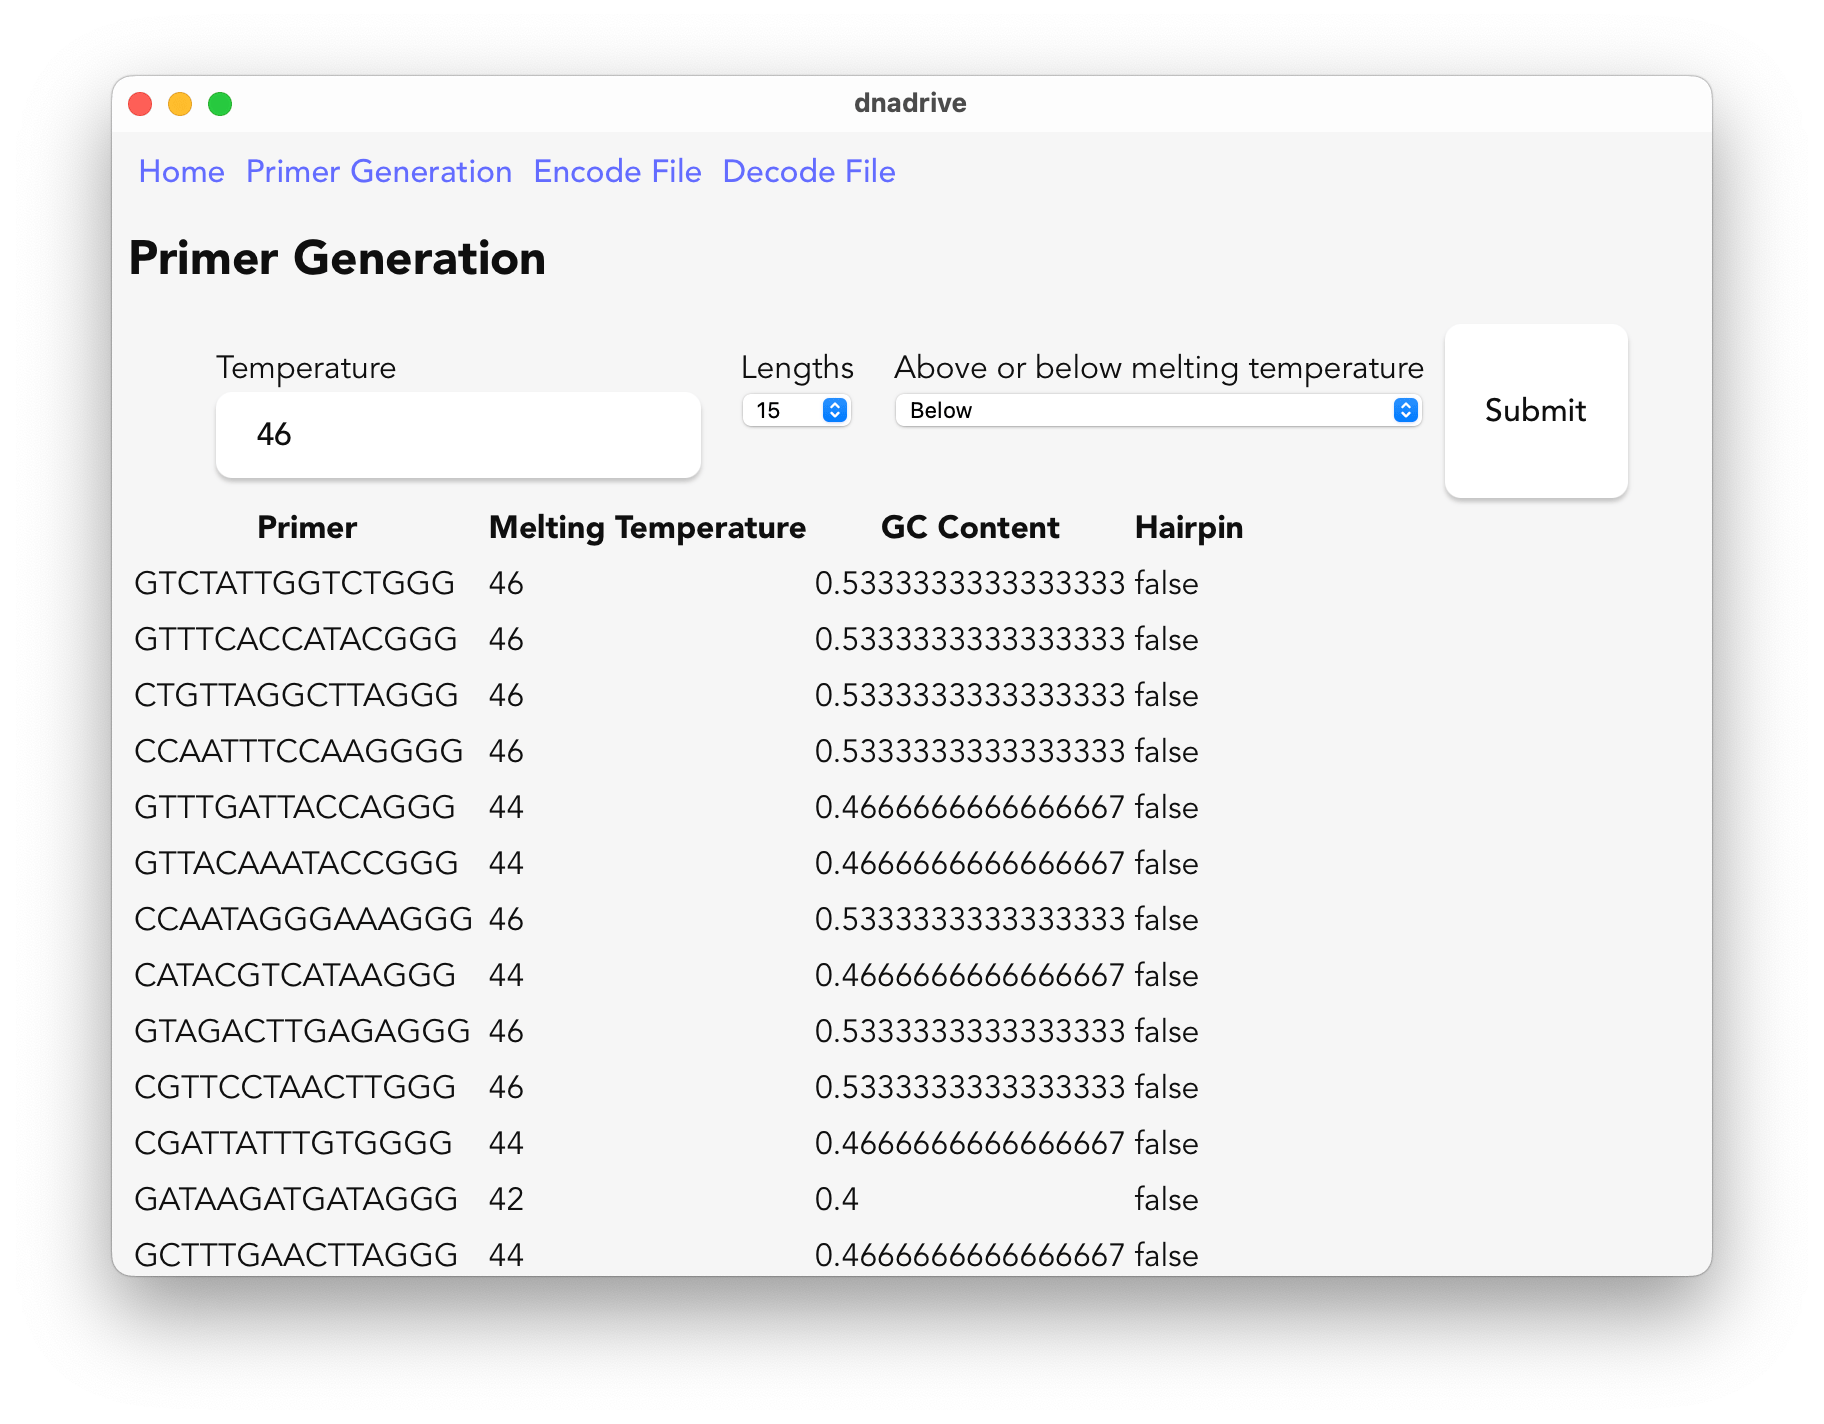 dnadrive
Home Primer Generation Encode File Decode File
Primer Generation
Temperature Lengths Above or below melting temperature
46 15 Below Submit
Primer Melting Temperature GC Content Hairpin
GTCTATTGGTCTGGG 46 0.5333333333333333 false
GTTTCACCATACGGG 46 0.5333333333333333 false
CTGTTAGGCTTAGGG 46 0.5333333333333333 false
CCAATTTCCAAGGGG 46 0.5333333333333333 false
GTTTGATTACCAGGG 44 0.4666666666666667 false
GTTACAAATACCGGG 44 0.4666666666666667 false
CCAATAGGGAAAGGG 46 0.5333333333333333 false
CATACGTCATAAGGG 44 0.4666666666666667 false
GTAGACTTGAGAGGG 46 0.5333333333333333 false
CGTTCCTAACTTGGG 46 0.5333333333333333 false
CGATTATTTGTGGGG 44 0.4666666666666667 false
GATAAGATGATAGGG 42 0.4 false
GCTTTGAACTTAGGG 44 0.4666666666666667 false